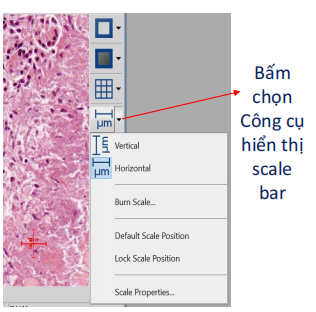 Bấm
chọn
Công cụ
hiển thị
scale
bar
µm
µm
Vertical
µm
Horizontal
Burn Scale...
Default Scale Position
Lock Scale Position
Scale Properties...